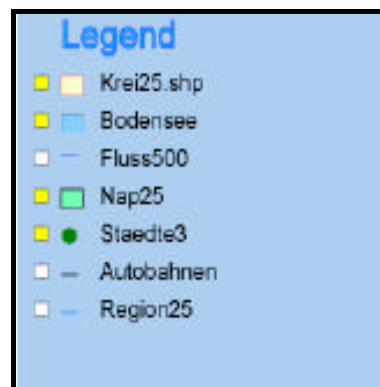 Legend
Krei25.shp
Bodensee
Fluss500
Nap25
Staedte3
Autobahnen
Region25